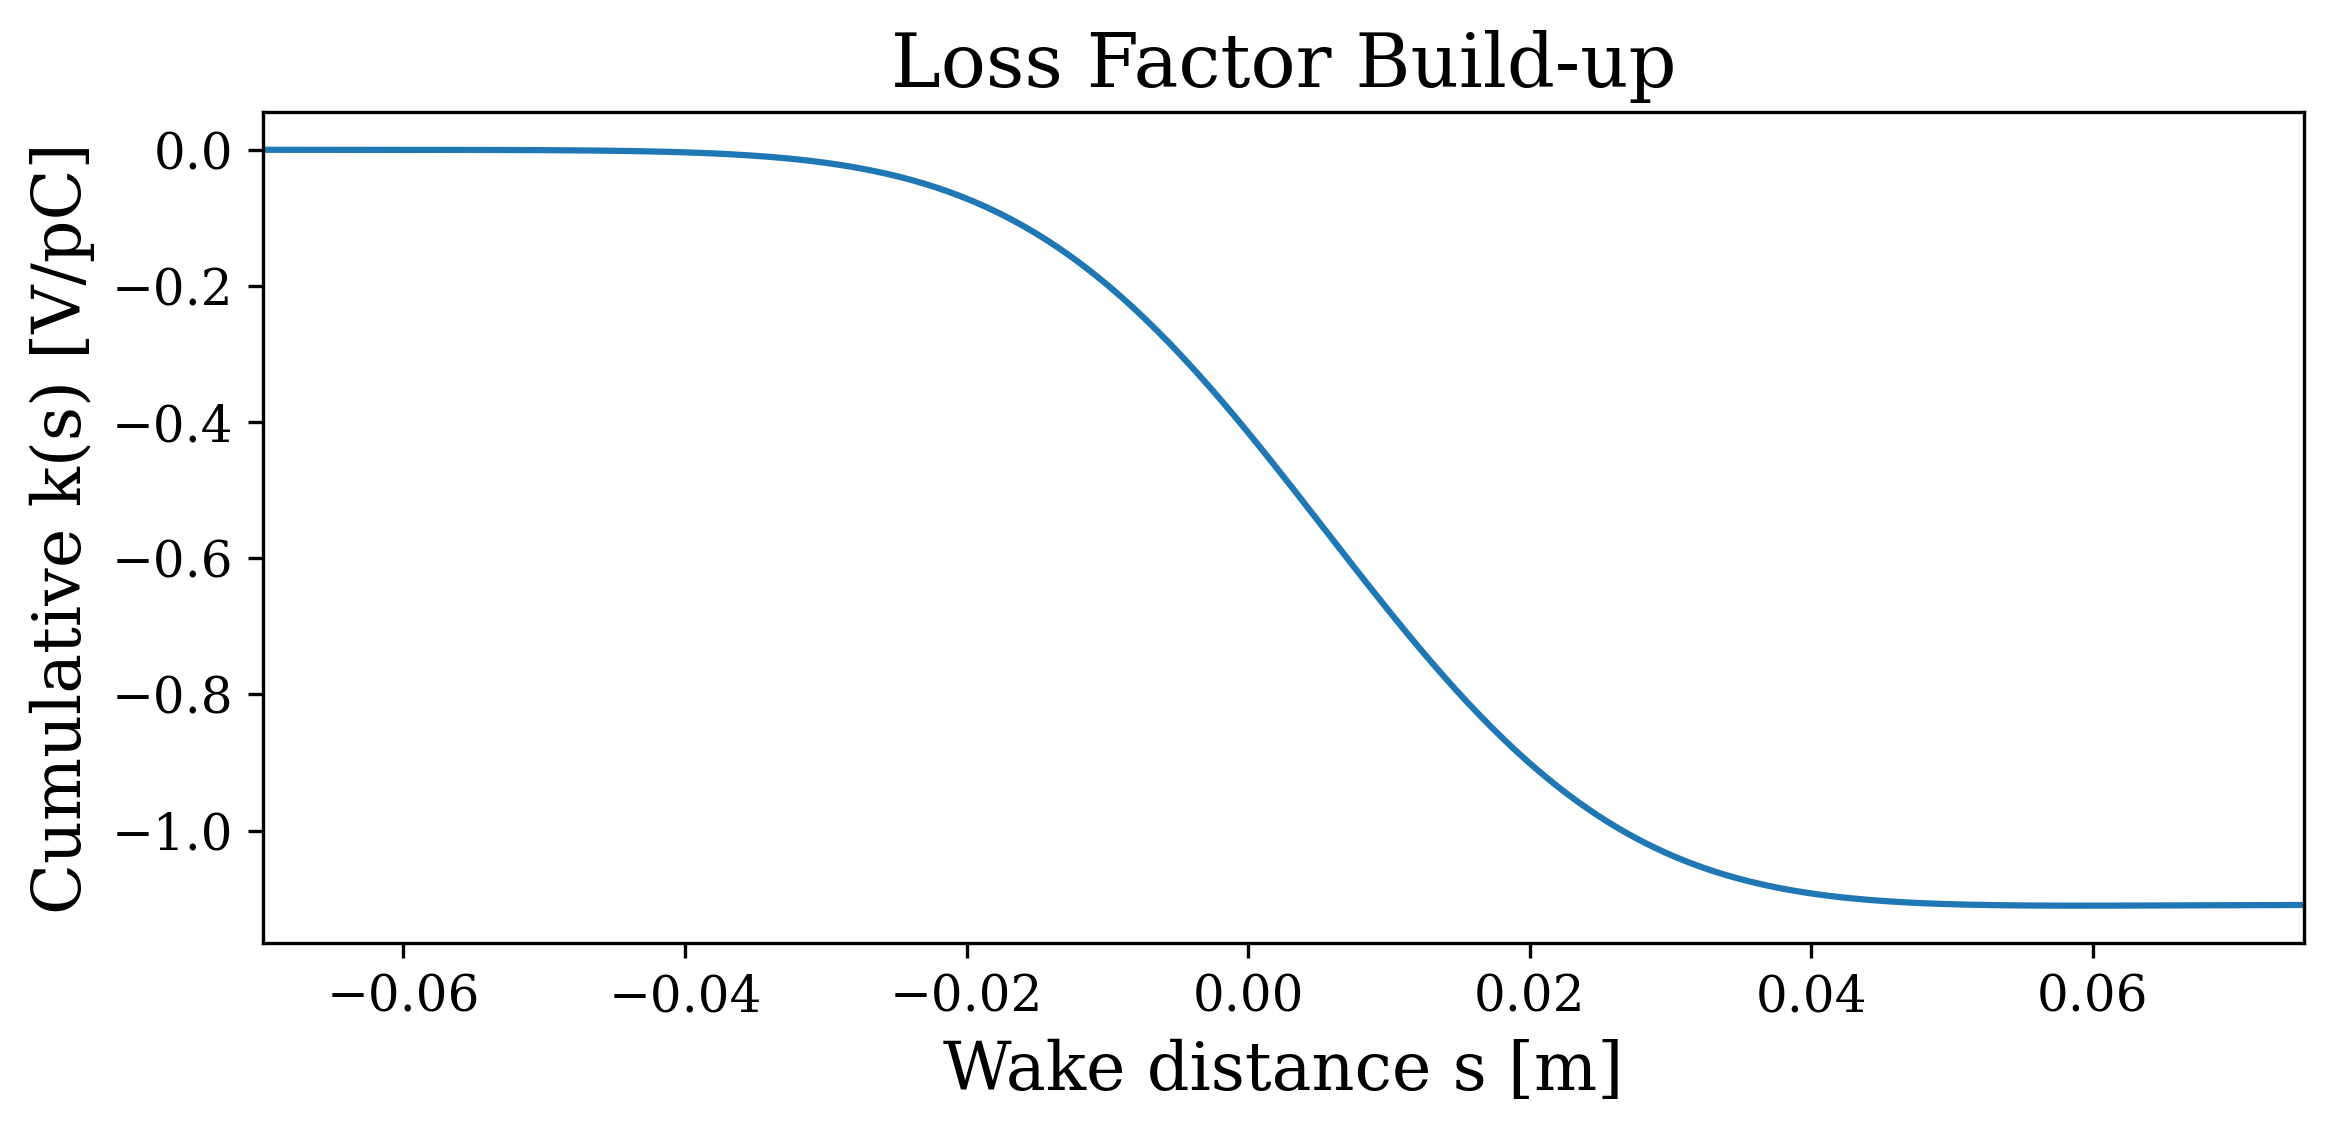 Loss Factor Build-up
Cumulative k(s) [V/pC]
0.0
−0.2
−0.4
−0.6
−0.8
−1.0
−0.06 −0.04 −0.02 0.00 0.02 0.04 0.06
Wake distance s [m]